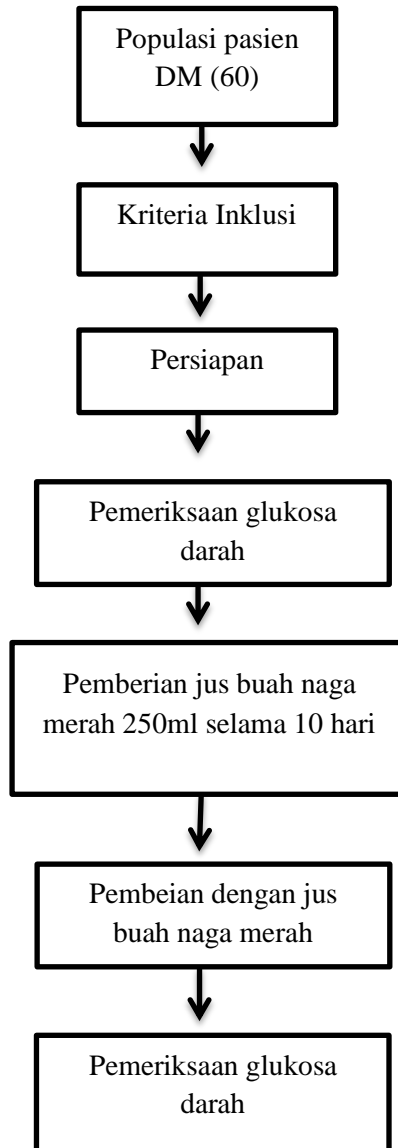 Populasi pasien
DM (60)
Kriteria Inklusi
Persiapan
Pemeriksaan glukosa
darah
Pemberian jus buah naga
merah 250ml selama 10 hari
Pembeian dengan jus
buah naga merah
Pemeriksaan glukosa
darah